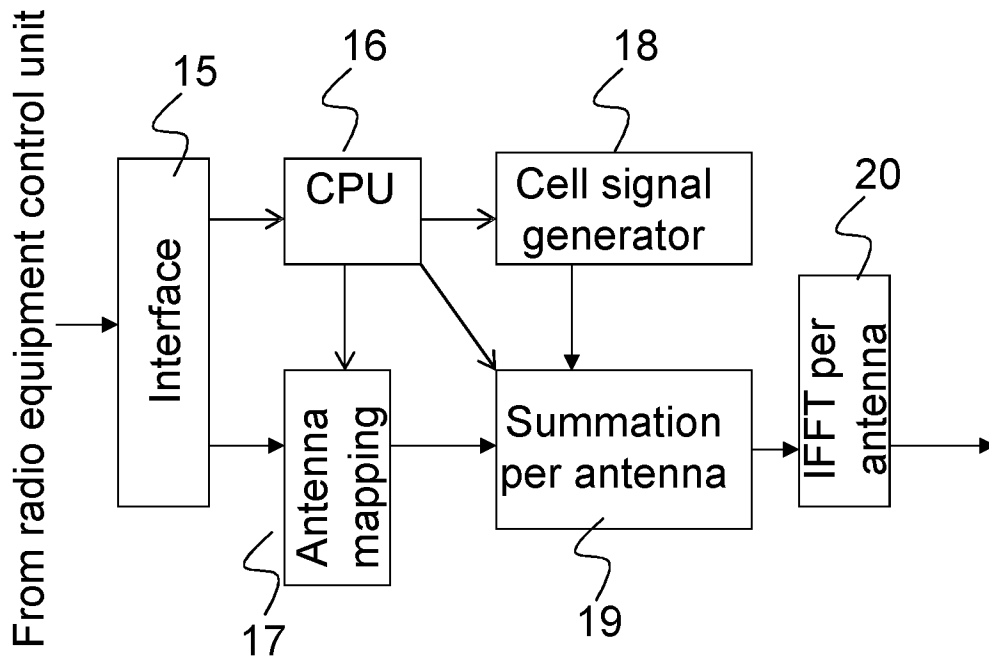 From radio equipment control unit
15
Interface
16
CPU
17
Antenna
mapping
18
Cell signal
generator
19
Summation
per antenna
20
IFFT per
antenna